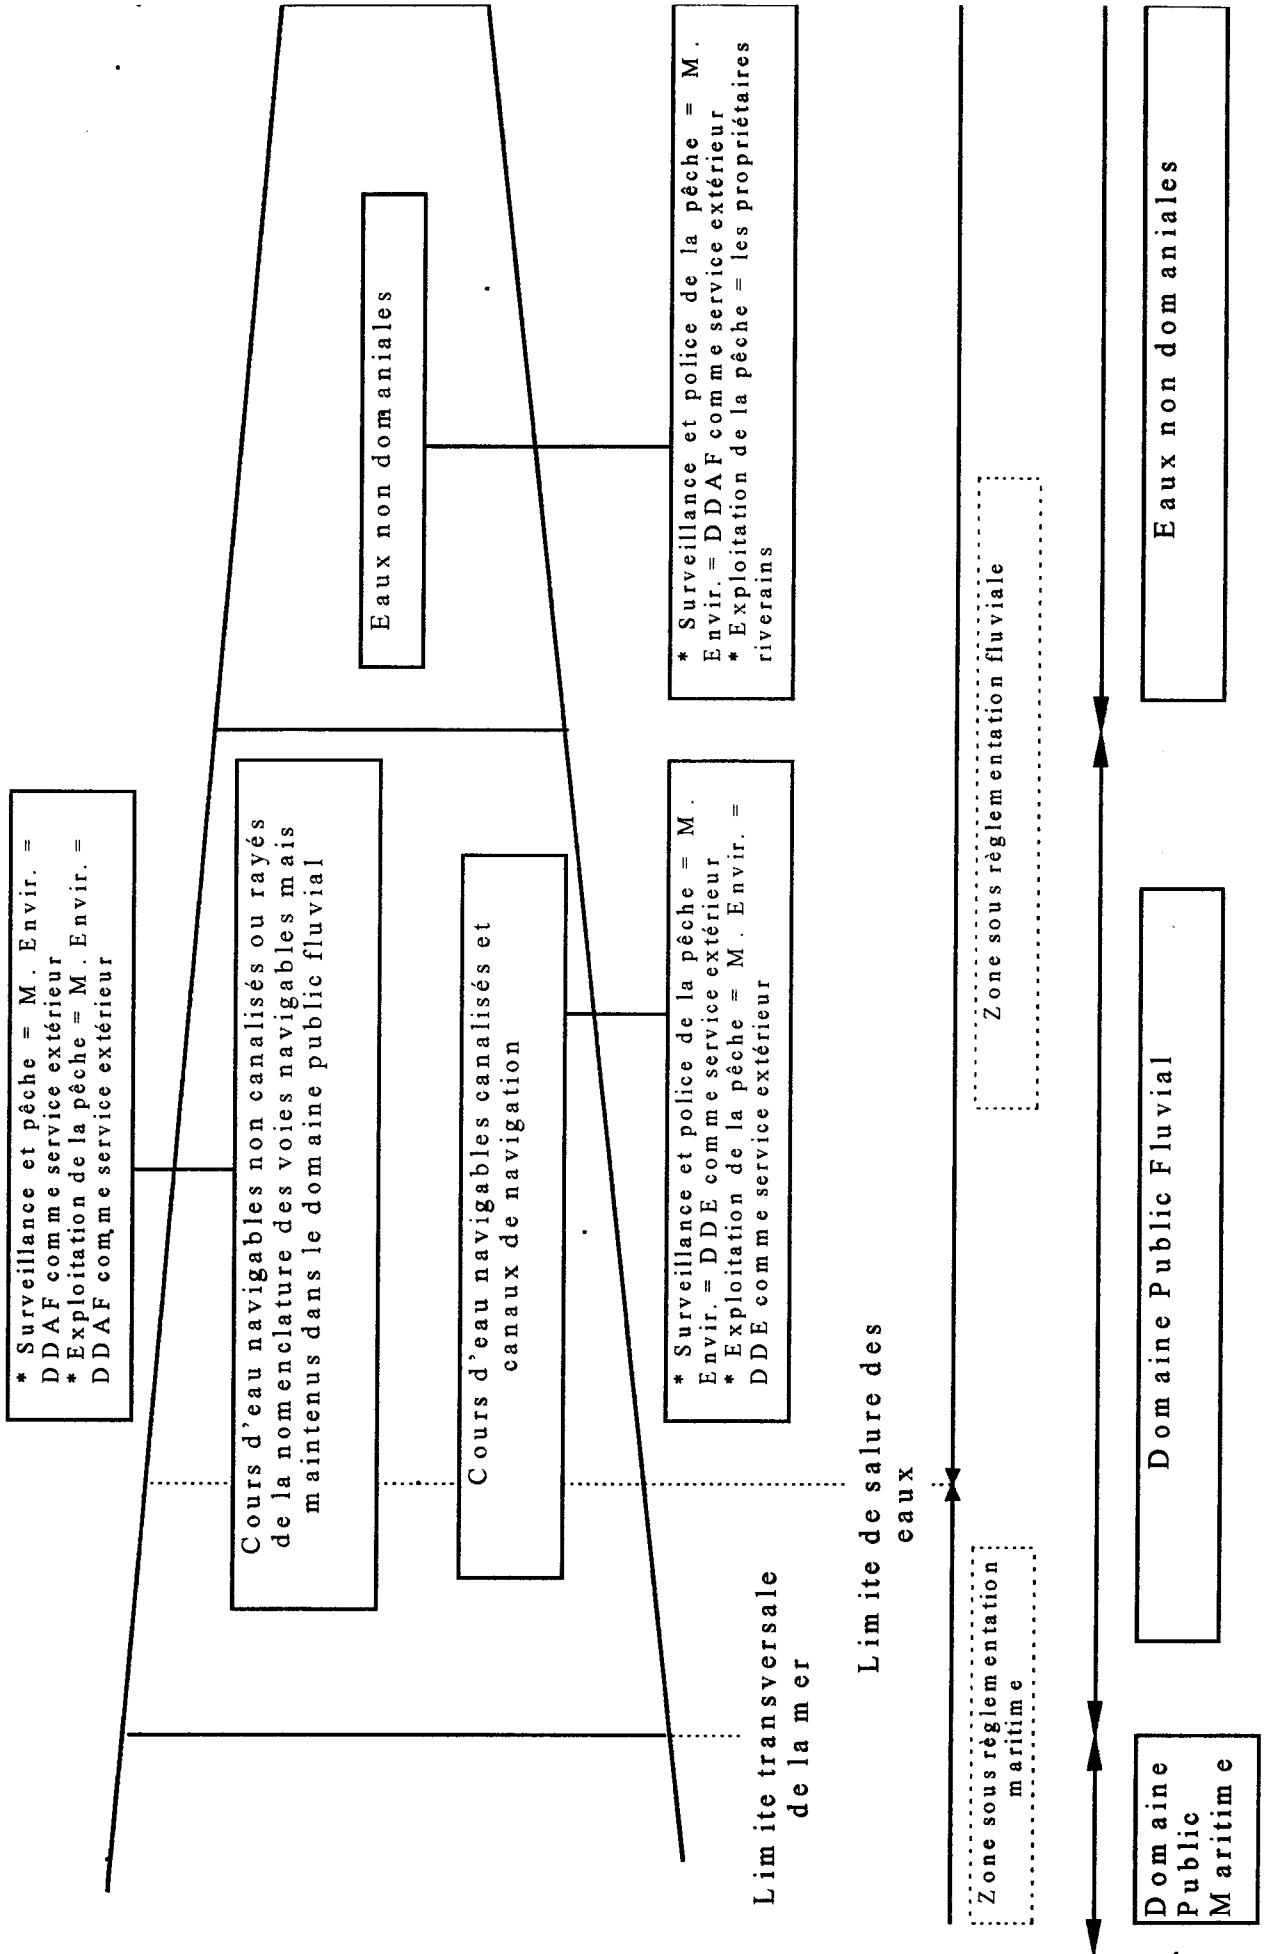 * Surveillance et pêche = M. Envir. =
DDAF comme service extérieur
* Exploitation de la pêche = M. Envir. =
DDAF comme service extérieur
Cours d'eau navigables non canalisés ou rayés
de la nomenclature des voies navigables mais
maintenus dans le domaine public fluvial
Eaux non domaniales
Cours d'eau navigables canalisés et
canaux de navigation
* Surveillance et police de la pêche = M.
Envir. = DDE comme service extérieur
* Exploitation de la pêche = M. Envir. =
DDE comme service extérieur
* Surveillance et police de la pêche = M.
Envir. = DDAF comme service extérieur
* Exploitation de la pêche = les propriétaires
riverains
Limite transversale
de la mer
Limite de salure des
eaux
Zone sous règlementation
maritime
Zone sous règlementation fluviale
Domaine
Public
Maritime
Domaine Public Fluvial
Eaux non domaniales